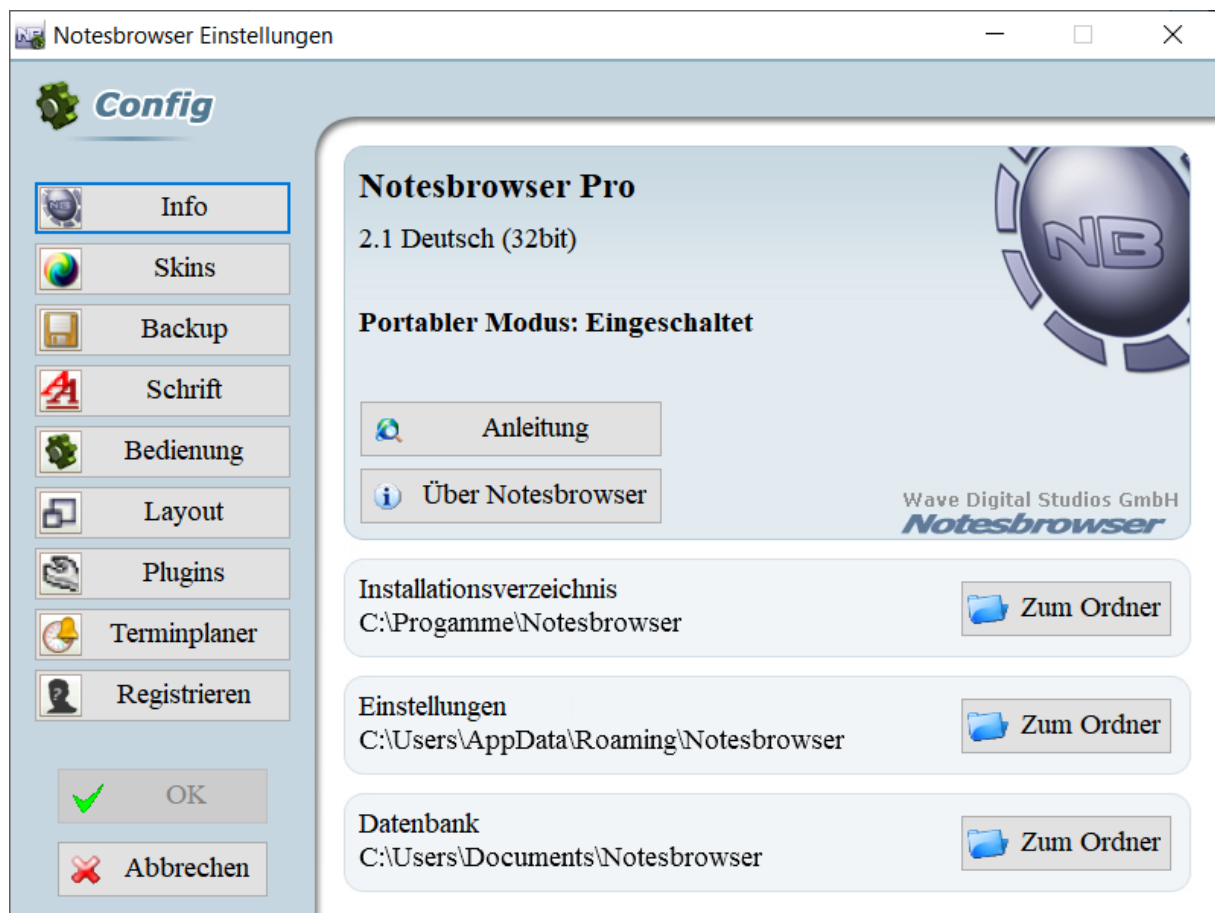 Notesbrowser Einstellungen
Config
Info
Skins
Backup
Schrift
Bedienung
Layout
Plugins
Terminplaner
Registrieren
OK
Abbrechen
Notesbrowser Pro
2.1 Deutsch (32bit)
Portabler Modus: Eingeschaltet
Anleitung
Über Notesbrowser
NB
Wave Digital Studios GmbH
Notesbrowser
Installationsverzeichnis
C:\Progamme\Notesbrowser
Zum Ordner
Einstellungen
C:\Users\AppData\Roaming\Notesbrowser
Zum Ordner
Datenbank
C:\Users\Documents\Notesbrowser
Zum Ordner